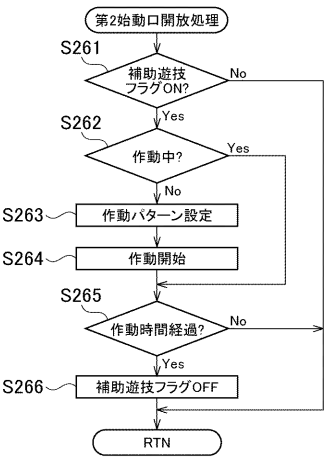 第2始動口開放処理
S261
補助遊技
フラグON?
No
Yes
S262
作動中?
Yes
No
S263
作動パターン設定
S264
作動開始
S265
作動時間経過?
No
Yes
S266
補助遊技フラグOFF
RTN